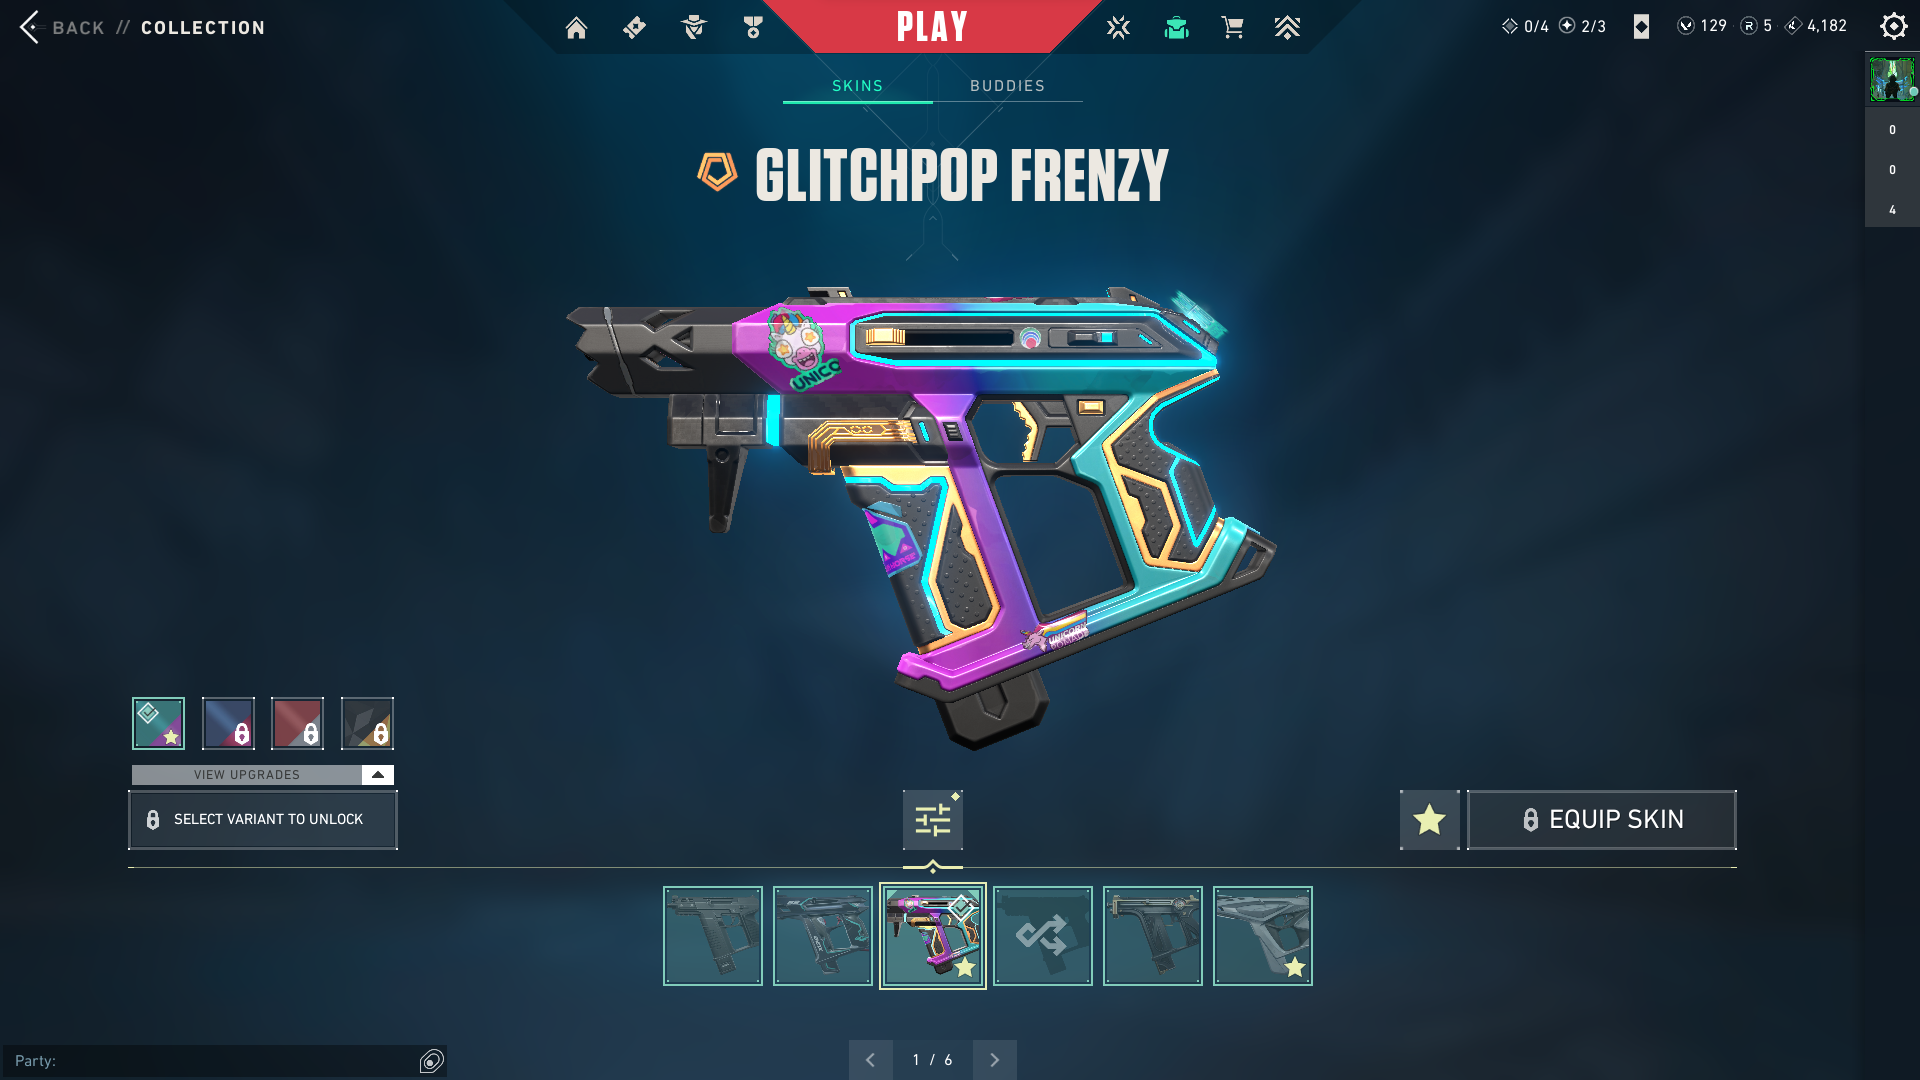 BACK // COLLECTION
PLAY
0/4 2/3 129 R 5 4,182
SKINS BUDDIES
GLITCHPOP FRENZY
0
0
4
UNICO
UNICORN
VIEW UPGRADES
SELECT VARIANT TO UNLOCK
EQUIP SKIN
Party:
1 / 6